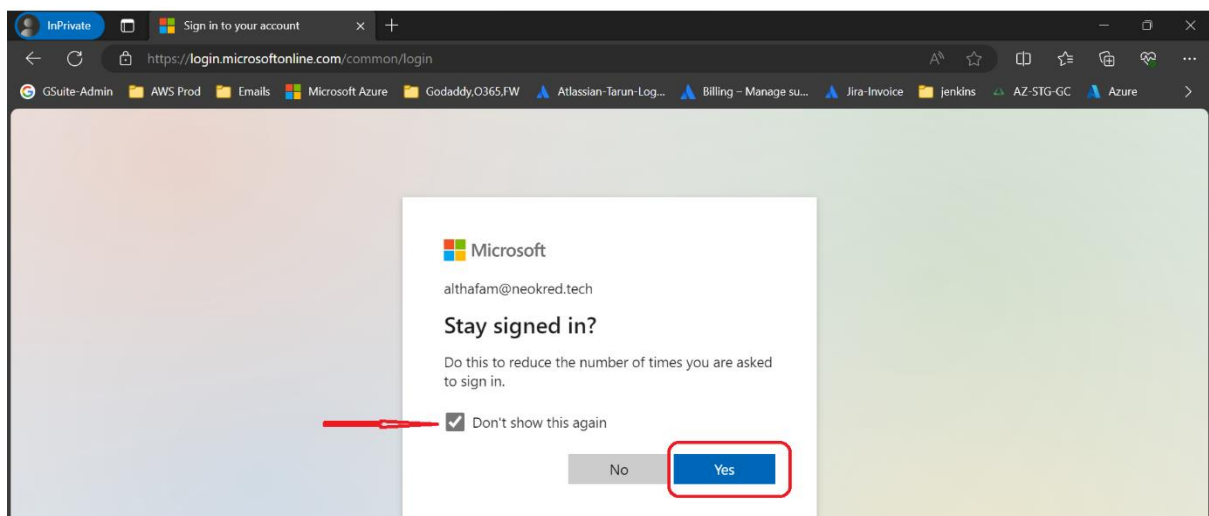 InPrivate
Sign in to your account
https://login.microsoftonline.com/common/login
GSuite-Admin AWS Prod Emails Microsoft Azure Godaddy,O365,FW Atlassian-Tarun-Log... Billing – Manage su... Jira-Invoice jenkins AZ-STG-GC Azure
Microsoft
althafam@neokred.tech
Stay signed in?
Do this to reduce the number of times you are asked
to sign in.
Don't show this again
No Yes